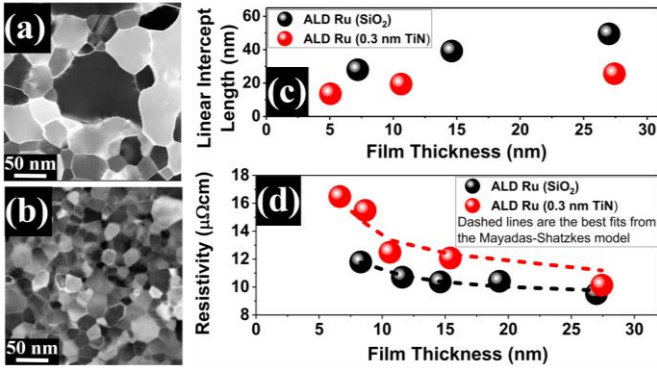 (a)
50 nm
(b)
50 nm
Linear Intercept
Length (nm)
60
40
20
0
ALD Ru (SiO₂)
ALD Ru (0.3 nm TiN)
(c)
0 5 10 15 20 25 30
Film Thickness (nm)
Resistivity (μΩcm)
18
16
14
12
10
8
ALD Ru (SiO₂)
ALD Ru (0.3 nm TiN)
Dashed lines are the best fits from
the Mayadas-Shatzkes model
(d)
0 5 10 15 20 25 30
Film Thickness (nm)